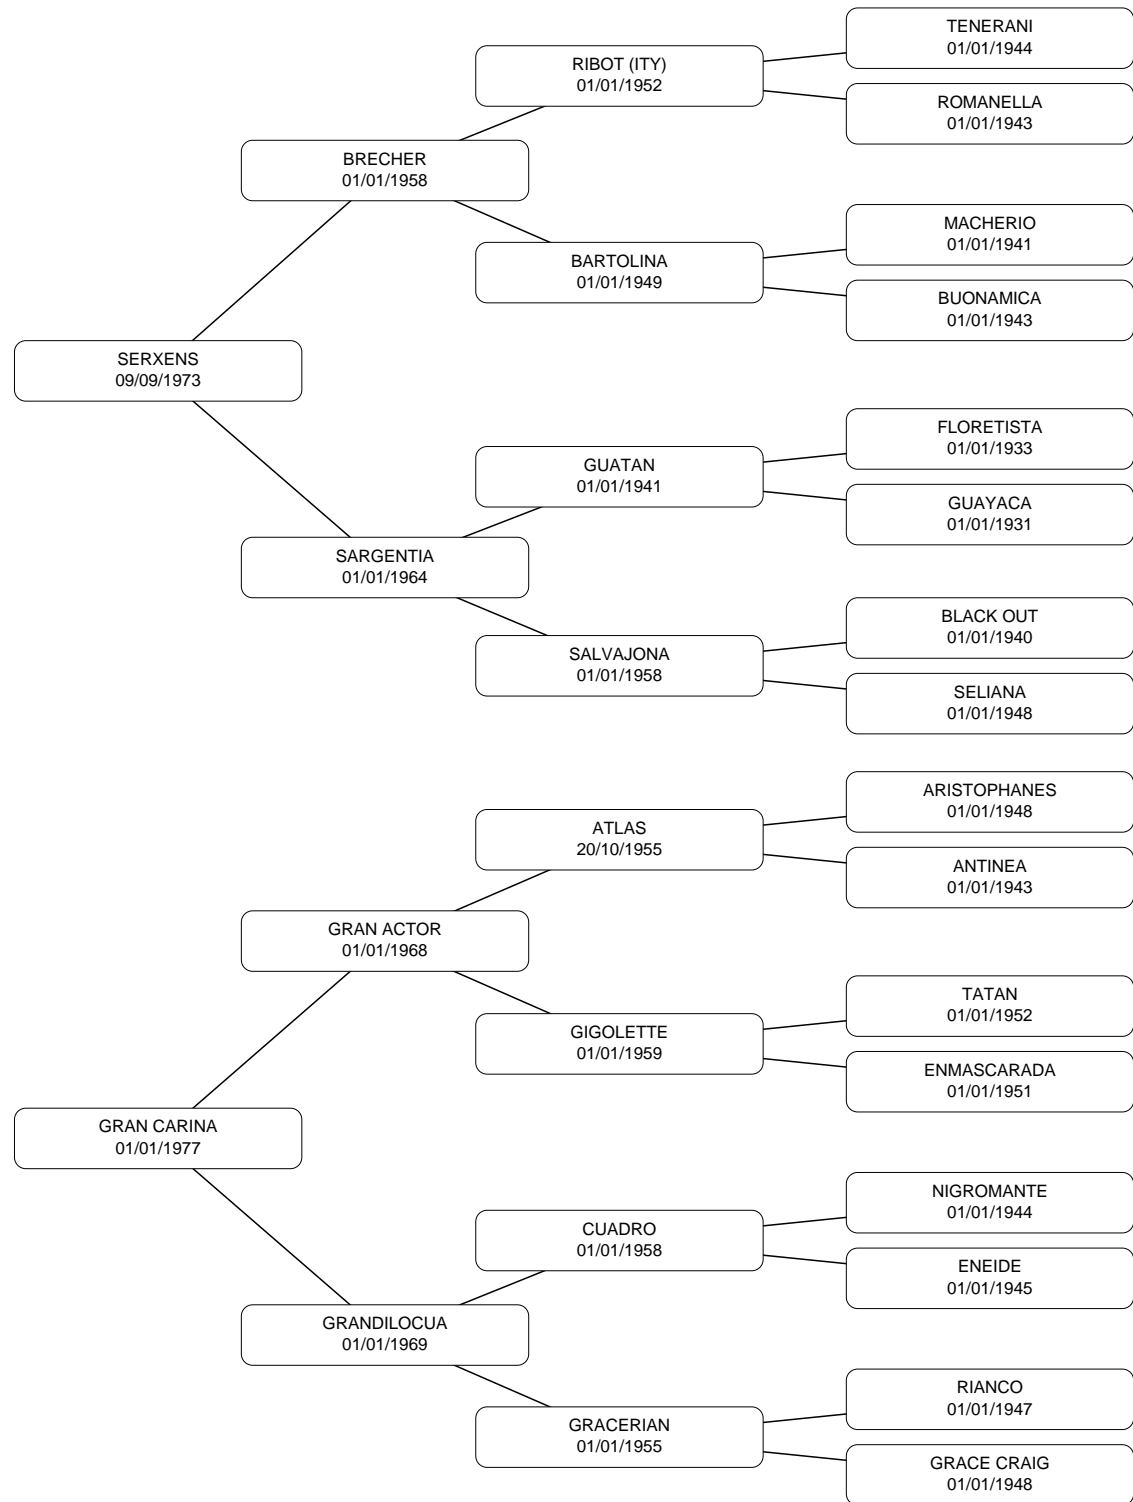 TENERANI
01/01/1944
RIBOT (ITY)
01/01/1952
ROMANELLA
01/01/1943
BRECHER
01/01/1958
MACHERIO
01/01/1941
BARTOLINA
01/01/1949
BUONAMICA
01/01/1943
SERXENS
09/09/1973
FLORETISTA
01/01/1933
GUATAN
01/01/1941
GUAYACA
01/01/1931
SARGENTIA
01/01/1964
BLACK OUT
01/01/1940
SALVAJONA
01/01/1958
SELIANA
01/01/1948
ARISTOPHANES
01/01/1948
ATLAS
20/10/1955
ANTINEA
01/01/1943
GRAN ACTOR
01/01/1968
TATAN
01/01/1952
GIGOLETTE
01/01/1959
ENMASCARADA
01/01/1951
GRAN CARINA
01/01/1977
NIGROMANTE
01/01/1944
CUADRO
01/01/1958
ENEIDE
01/01/1945
GRANDILOCUA
01/01/1969
RIANCO
01/01/1947
GRACERIAN
01/01/1955
GRACE CRAIG
01/01/1948